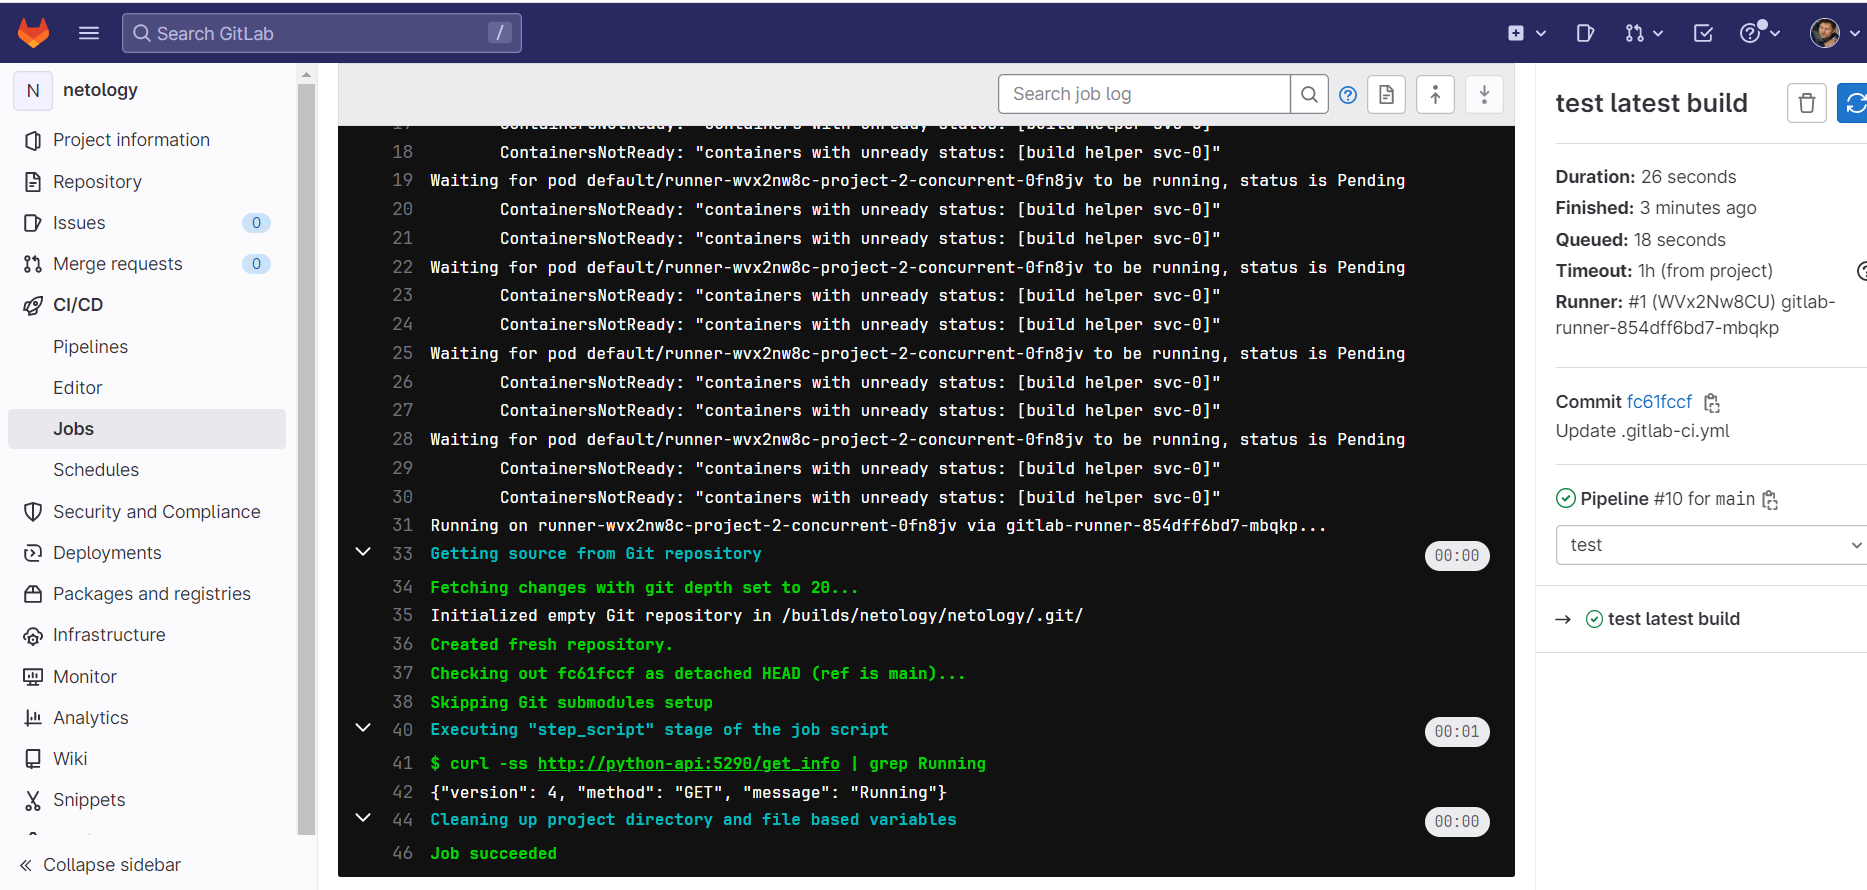 Search GitLab /
N netology
Project information
Repository
Issues 0
Merge requests 0
CI/CD
Pipelines
Editor
Jobs
Schedules
Security and Compliance
Deployments
Packages and registries
Infrastructure
Monitor
Analytics
Wiki
Snippets
Collapse sidebar
Search job log
17 ContainersNotReady: "containers with unready status: [build helper svc-0]"
18 ContainersNotReady: "containers with unready status: [build helper svc-0]"
19 Waiting for pod default/runner-wvx2nw8c-project-2-concurrent-0fn8jv to be running, status is Pending
20 ContainersNotReady: "containers with unready status: [build helper svc-0]"
21 ContainersNotReady: "containers with unready status: [build helper svc-0]"
22 Waiting for pod default/runner-wvx2nw8c-project-2-concurrent-0fn8jv to be running, status is Pending
23 ContainersNotReady: "containers with unready status: [build helper svc-0]"
24 ContainersNotReady: "containers with unready status: [build helper svc-0]"
25 Waiting for pod default/runner-wvx2nw8c-project-2-concurrent-0fn8jv to be running, status is Pending
26 ContainersNotReady: "containers with unready status: [build helper svc-0]"
27 ContainersNotReady: "containers with unready status: [build helper svc-0]"
28 Waiting for pod default/runner-wvx2nw8c-project-2-concurrent-0fn8jv to be running, status is Pending
29 ContainersNotReady: "containers with unready status: [build helper svc-0]"
30 ContainersNotReady: "containers with unready status: [build helper svc-0]"
31 Running on runner-wvx2nw8c-project-2-concurrent-0fn8jv via gitlab-runner-854dff6bd7-mbqkp...
33 Getting source from Git repository 00:00
34 Fetching changes with git depth set to 20...
35 Initialized empty Git repository in /builds/netology/netology/.git/
36 Created fresh repository.
37 Checking out fc61fccf as detached HEAD (ref is main)...
38 Skipping Git submodules setup
40 Executing "step_script" stage of the job script 00:01
41 $ curl -ss http://python-api:5290/get_info | grep Running
42 {"version": 4, "method": "GET", "message": "Running"}
44 Cleaning up project directory and file based variables 00:00
46 Job succeeded
test latest build
Duration: 26 seconds
Finished: 3 minutes ago
Queued: 18 seconds
Timeout: 1h (from project)
Runner: #1 (WVx2Nw8CU) gitlab-
runner-854dff6bd7-mbqkp
Commit fc61fccf
Update .gitlab-ci.yml
Pipeline #10 for main
test
→ test latest build